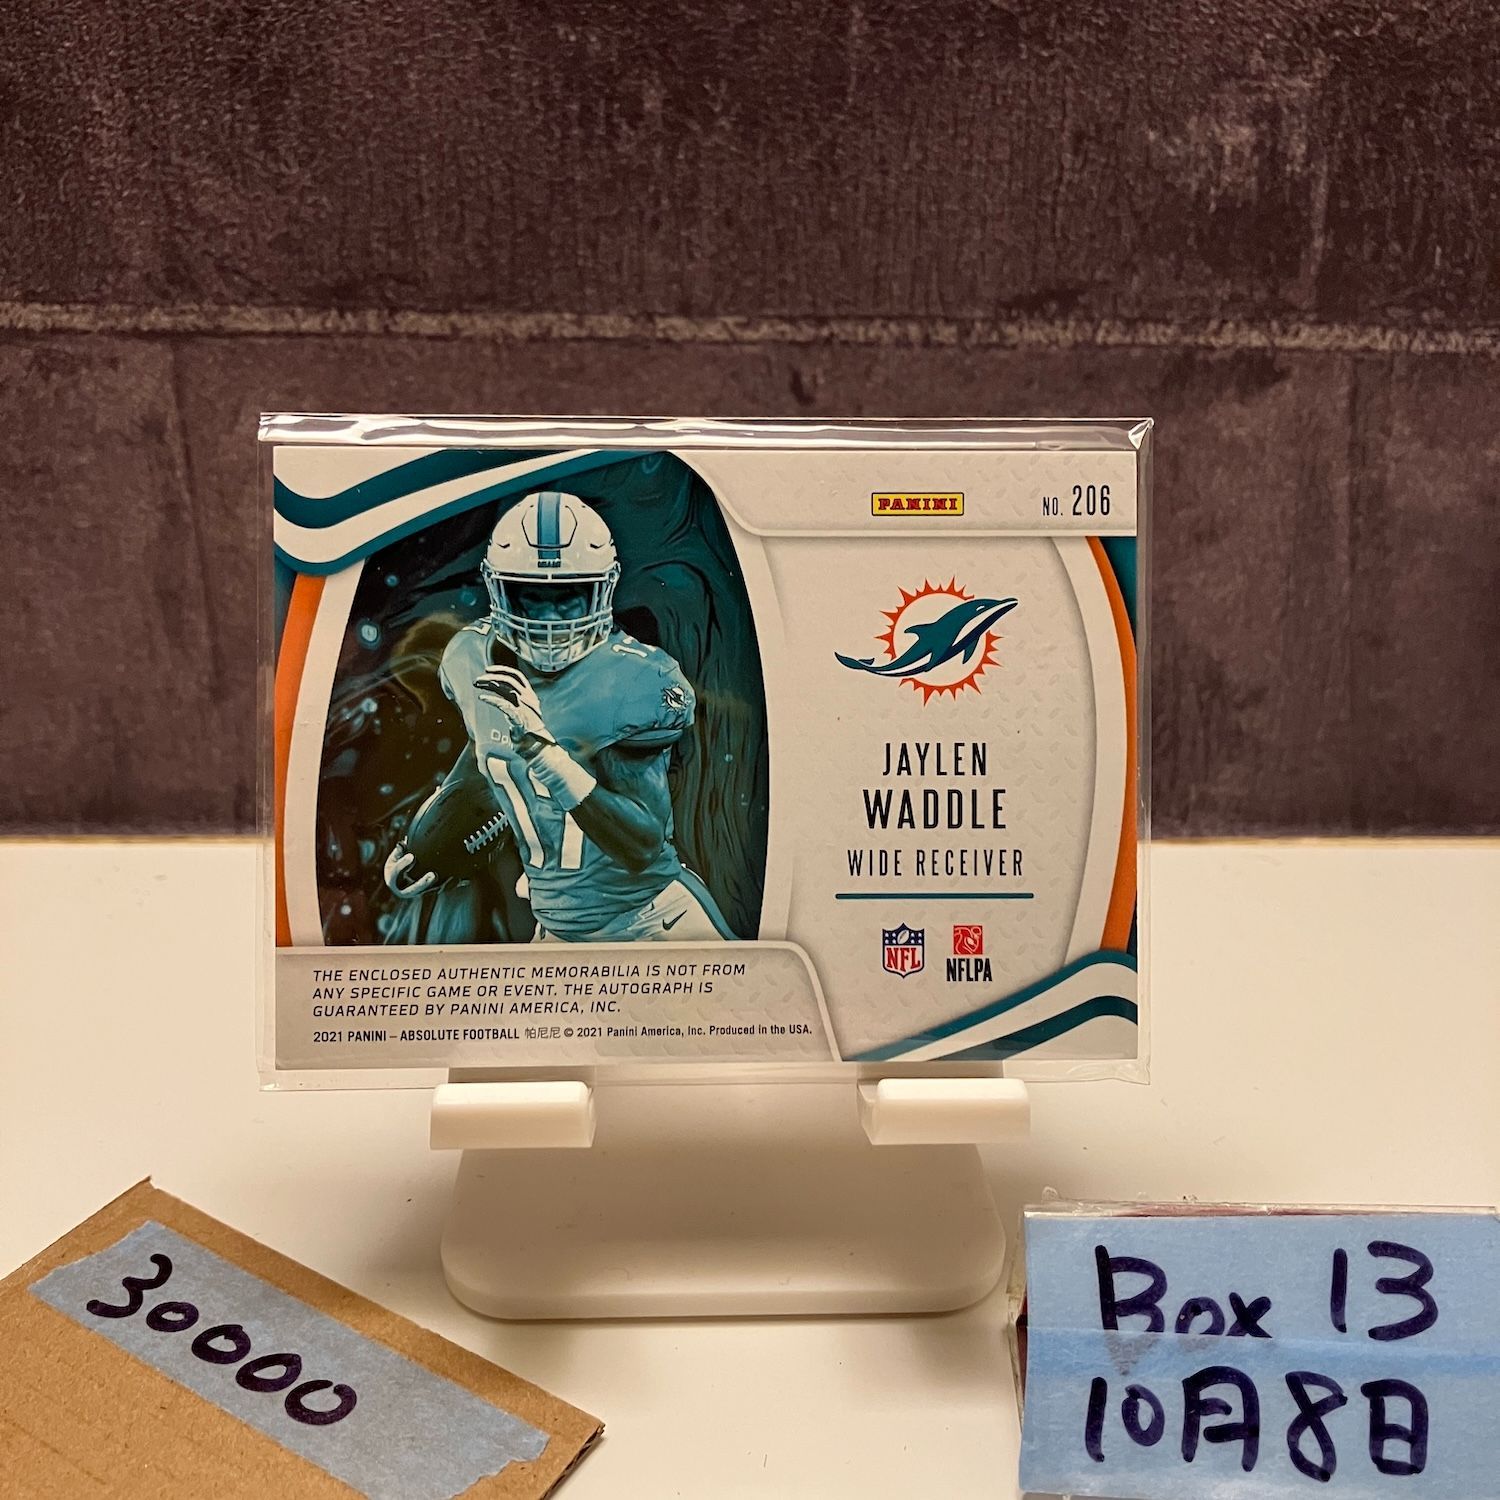 PANINI
NO. 206
JAYLEN
WADDLE
WIDE RECEIVER
NFL
NFLPA
17
THE ENCLOSED AUTHENTIC MEMORABILIA IS NOT FROM
ANY SPECIFIC GAME OR EVENT. THE AUTOGRAPH IS
GUARANTEED BY PANINI AMERICA, INC.
2021 PANINI – ABSOLUTE FOOTBALL 帕尼尼 © 2021 Panini America, Inc. Produced in the USA.
30000
Box 13
10月8日